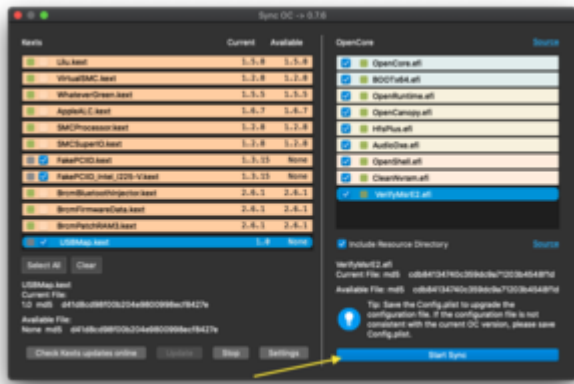 Sync OC -> 0.7.6
Kexts Current Available
Lilu.kext 1.5.8 1.5.8
VirtualSMC.kext 1.2.8 1.2.8
WhateverGreen.kext 1.5.5 1.5.5
AppleALC.kext 1.6.7 1.6.7
SMCProcessor.kext 1.2.8 1.2.8
SMCSuperIO.kext 1.2.8 1.2.8
FakePCIID.kext 1.3.15 None
FakePCIID_Intel_I225-V.kext 1.3.15 None
BrcmBluetoothInjector.kext 2.6.1 2.6.1
BrcmFirmwareData.kext 2.6.1 2.6.1
BrcmPatchRAM3.kext 2.6.1 2.6.1
USBMap.kext 1.0 None
Select All Clear
USBMap.kext
Current File:
1.0 md5 d41d8cd98f00b204e9800998ecf8427e
Available File:
None md5 d41d8cd98f00b204e9800998ecf8427e
Check Kexts updates online Update Stop Settings
OpenCore Source
OpenCore.efi
BOOTx64.efi
OpenRuntime.efi
OpenCanopy.efi
HfsPlus.efi
AudioDxe.efi
OpenShell.efi
CleanNvram.efi
VerifyMsrE2.efi
Include Resource Directory Source
VerifyMsrE2.efi
Current File: md5
Available File: md5
Tip: Save the Config.plist to upgrade the
configuration file. If the configuration file is not
consistent with the current OC version, please save
Config.plist.
Start Sync